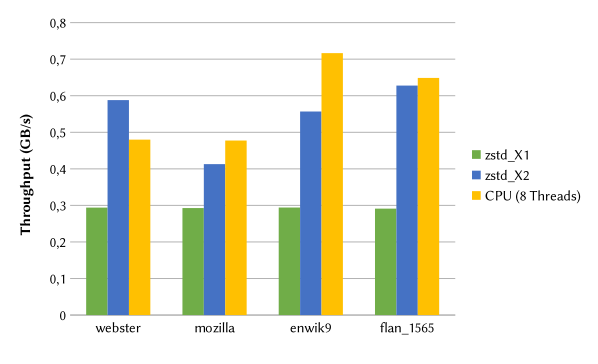 0,8
0,7
0,6
0,5
0,4
0,3
0,2
0,1
0
Throughput (GB/s)
webster
mozilla
enwik9
flan_1565
zstd_X1
zstd_X2
CPU (8 Threads)